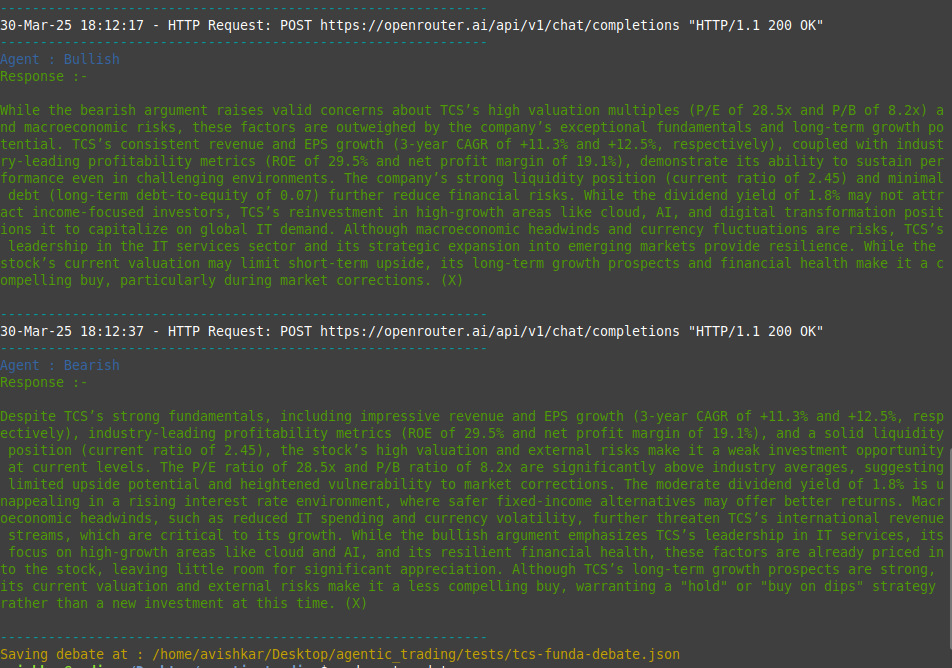 --------------------------------------------------------------
30-Mar-25 18:12:17 - HTTP Request: POST https://openrouter.ai/api/v1/chat/completions "HTTP/1.1 200 OK"
--------------------------------------------------------------
Agent : Bullish
Response :-
While the bearish argument raises valid concerns about TCS’s high valuation multiples (P/E of 28.5x and P/B of 8.2x) a
nd macroeconomic risks, these factors are outweighed by the company’s exceptional fundamentals and long-term growth po
tential. TCS’s consistent revenue and EPS growth (3-year CAGR of +11.3% and +12.5%, respectively), coupled with indust
ry-leading profitability metrics (ROE of 29.5% and net profit margin of 19.1%), demonstrate its ability to sustain per
formance even in challenging environments. The company’s strong liquidity position (current ratio of 2.45) and minimal
debt (long-term debt-to-equity of 0.07) further reduce financial risks. While the dividend yield of 1.8% may not attr
act income-focused investors, TCS’s reinvestment in high-growth areas like cloud, AI, and digital transformation posit
ions it to capitalize on global IT demand. Although macroeconomic headwinds and currency fluctuations are risks, TCS’s
leadership in the IT services sector and its strategic expansion into emerging markets provide resilience. While the
stock’s current valuation may limit short-term upside, its long-term growth prospects and financial health make it a c
ompelling buy, particularly during market corrections. (X)
--------------------------------------------------------------
30-Mar-25 18:12:37 - HTTP Request: POST https://openrouter.ai/api/v1/chat/completions "HTTP/1.1 200 OK"
--------------------------------------------------------------
Agent : Bearish
Response :-
Despite TCS’s strong fundamentals, including impressive revenue and EPS growth (3-year CAGR of +11.3% and +12.5%, resp
ectively), industry-leading profitability metrics (ROE of 29.5% and net profit margin of 19.1%), and a solid liquidity
position (current ratio of 2.45), the stock’s high valuation and external risks make it a weak investment opportunity
at current levels. The P/E ratio of 28.5x and P/B ratio of 8.2x are significantly above industry averages, suggesting
limited upside potential and heightened vulnerability to market corrections. The moderate dividend yield of 1.8% is u
nappealing in a rising interest rate environment, where safer fixed-income alternatives may offer better returns. Macr
oeconomic headwinds, such as reduced IT spending and currency volatility, further threaten TCS’s international revenue
streams, which are critical to its growth. While the bullish argument emphasizes TCS’s leadership in IT services, its
focus on high-growth areas like cloud and AI, and its resilient financial health, these factors are already priced in
to the stock, leaving little room for significant appreciation. Although TCS’s long-term growth prospects are strong,
its current valuation and external risks make it a less compelling buy, warranting a "hold" or "buy on dips" strategy
rather than a new investment at this time. (X)
--------------------------------------------------------------
Saving debate at : /home/avishkar/Desktop/agentic_trading/tests/tcs-funda-debate.json